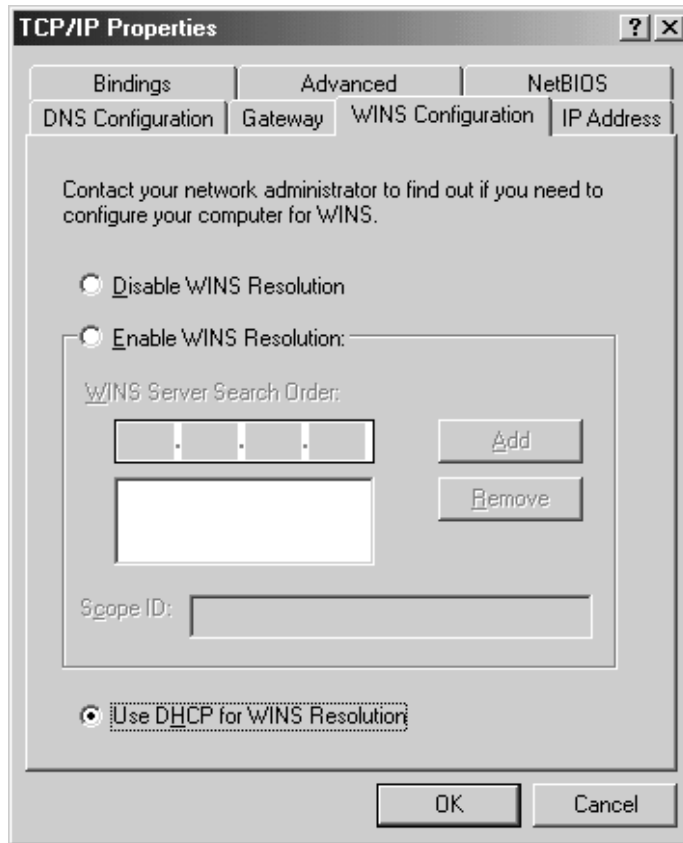 TCP/IP Properties
Bindings
Advanced
NetBIOS
DNS Configuration
Gateway
WINS Configuration
IP Address
Contact your network administrator to find out if you need to
configure your computer for WINS.
Disable WINS Resolution
Enable WINS Resolution:
WINS Server Search Order:
. . .
Add
Remove
Scope ID:
Use DHCP for WINS Resolution
OK
Cancel